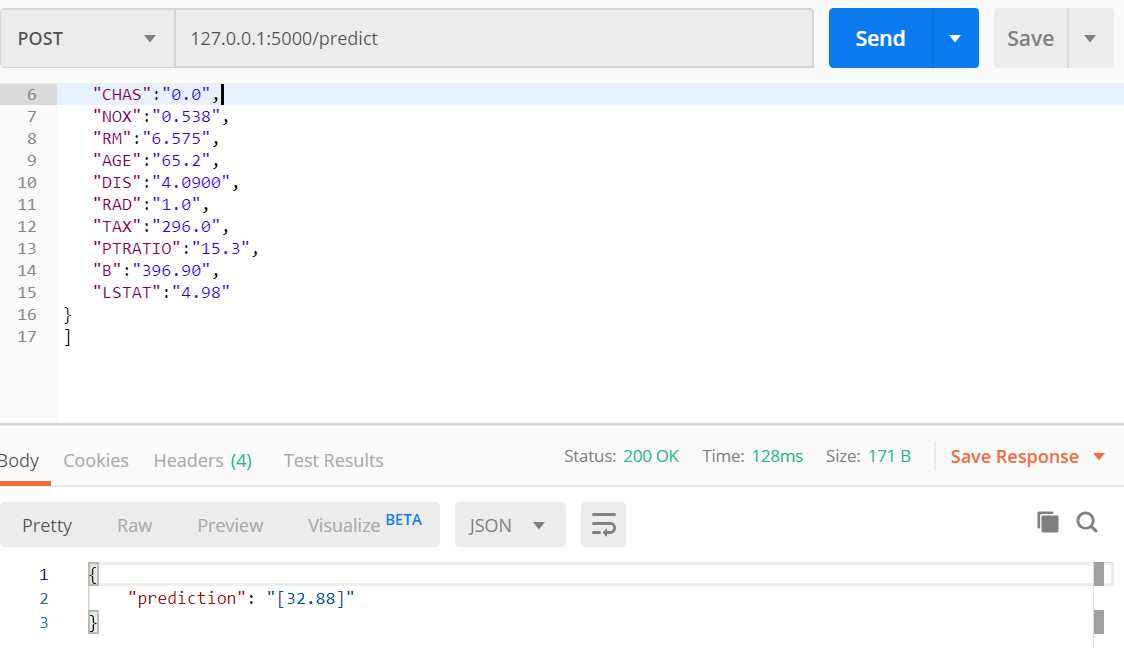 POST 127.0.0.1:5000/predict Send Save
6 "CHAS":"0.0",
7 "NOX":"0.538",
8 "RM":"6.575",
9 "AGE":"65.2",
10 "DIS":"4.0900",
11 "RAD":"1.0",
12 "TAX":"296.0",
13 "PTRATIO":"15.3",
14 "B":"396.90",
15 "LSTAT":"4.98"
16 }
17 ]
Body Cookies Headers (4) Test Results Status: 200 OK Time: 128ms Size: 171 B Save Response
Pretty Raw Preview Visualize BETA JSON
1 {
2 "prediction": "[32.88]"
3 }